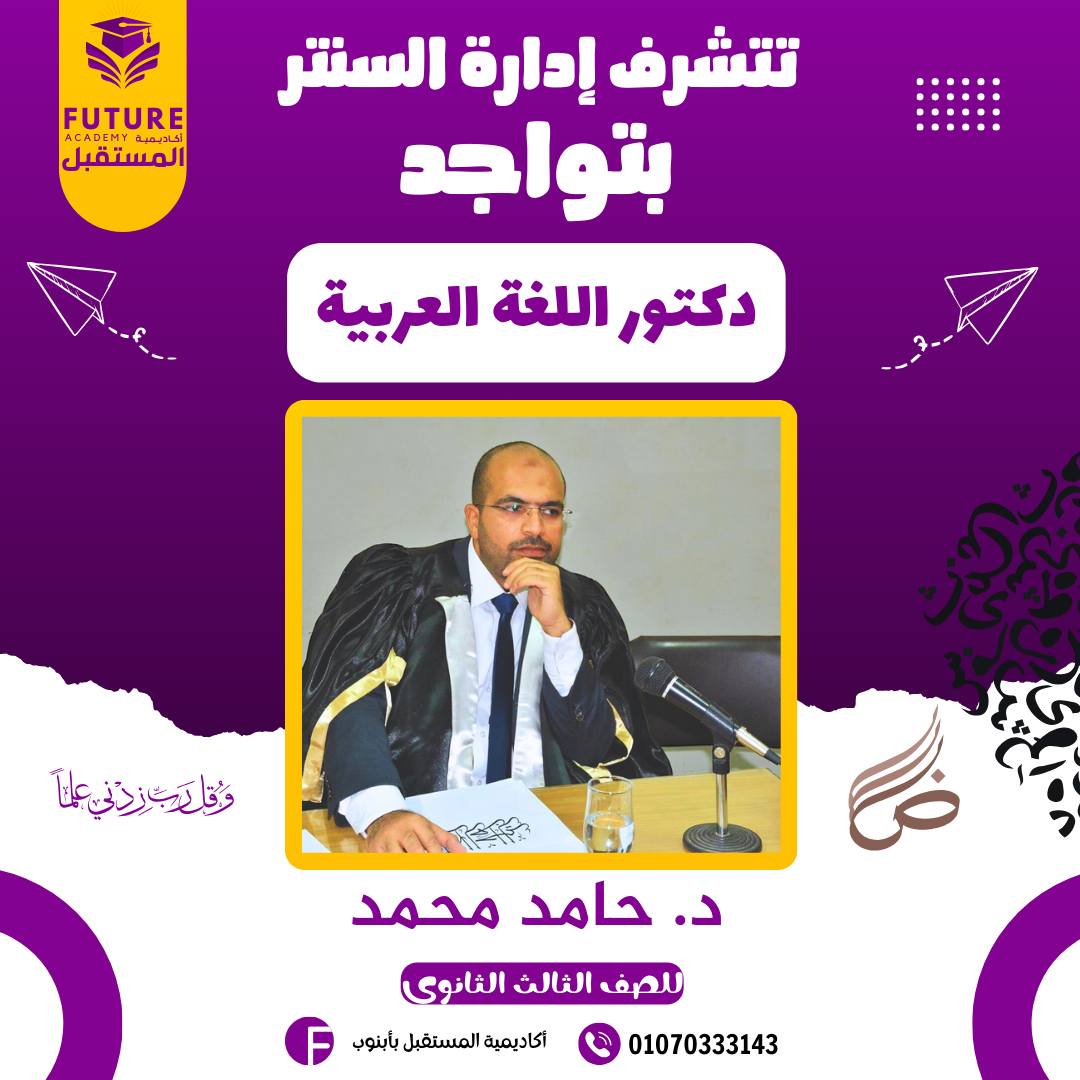 FUTURE
ACADEMY أكاديمية
المستقبل
تتشرف إدارة السنتر
بتواجد
دكتور اللغة العربية
وَقُل رَبِّ زِدْنِي عِلْمَاً
ض
د. حامد محمد
للصف الثالث الثانوى
F أكاديمية المستقبل بأبنوب
01070333143